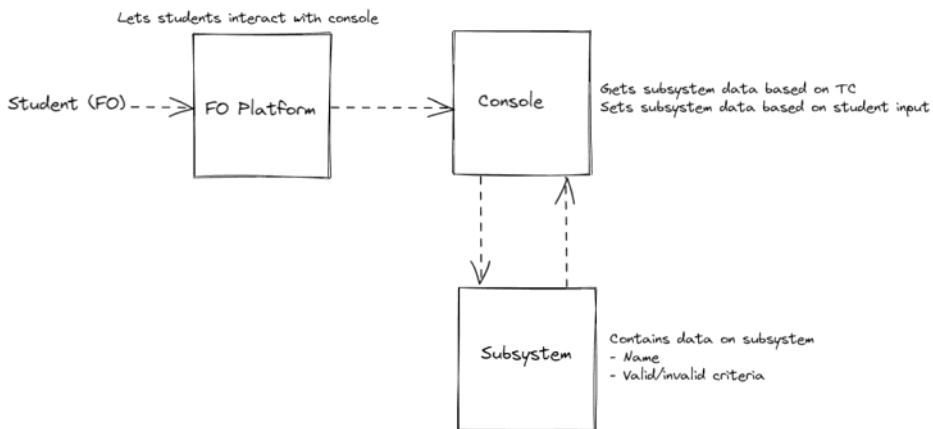 Lets students interact with console
Student (FO)
FO Platform
Console
Gets subsystem data based on TC
Sets subsystem data based on student input
Subsystem
Contains data on subsystem
- Name
- Valid/invalid criteria